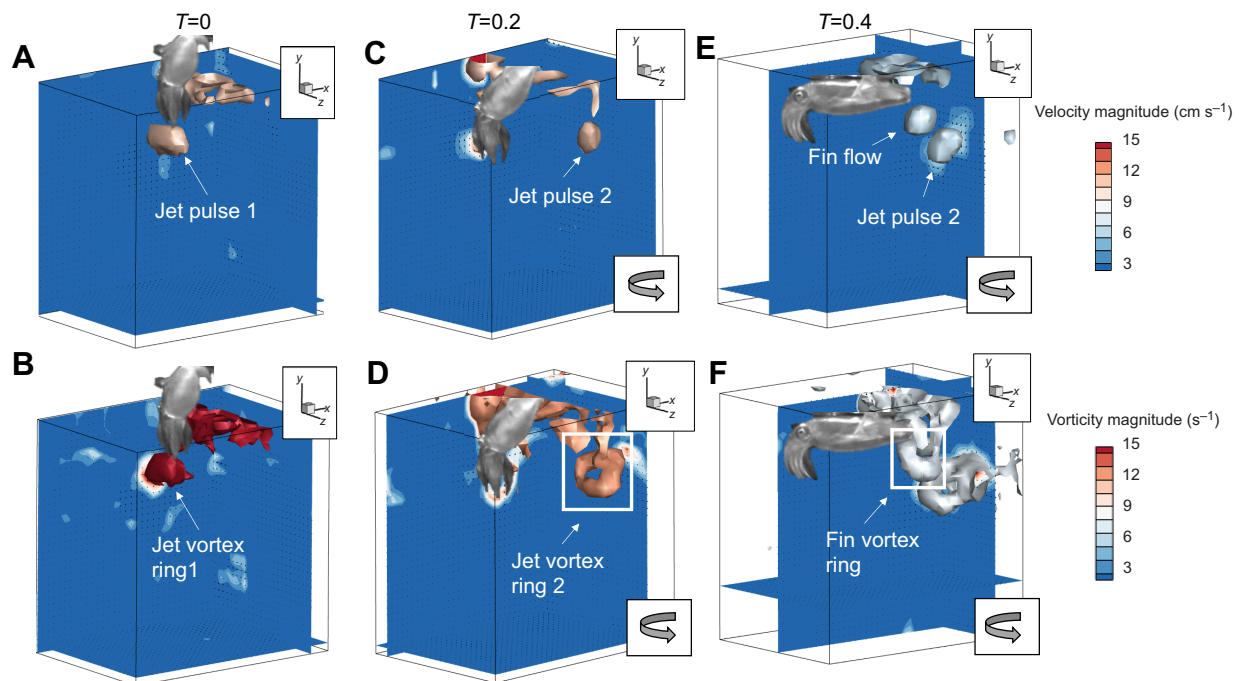 T=0
T=0.2
T=0.4
A
y
x
z
Jet pulse 1
C
y
x
z
Jet pulse 2
E
y
x
z
Fin flow
Jet pulse 2
Velocity magnitude (cm s–1)
15
12
9
6
3
B
y
x
z
Jet vortex
ring1
D
y
x
z
Jet vortex
ring 2
F
y
x
z
Fin vortex
ring
Vorticity magnitude (s–1)
15
12
9
6
3